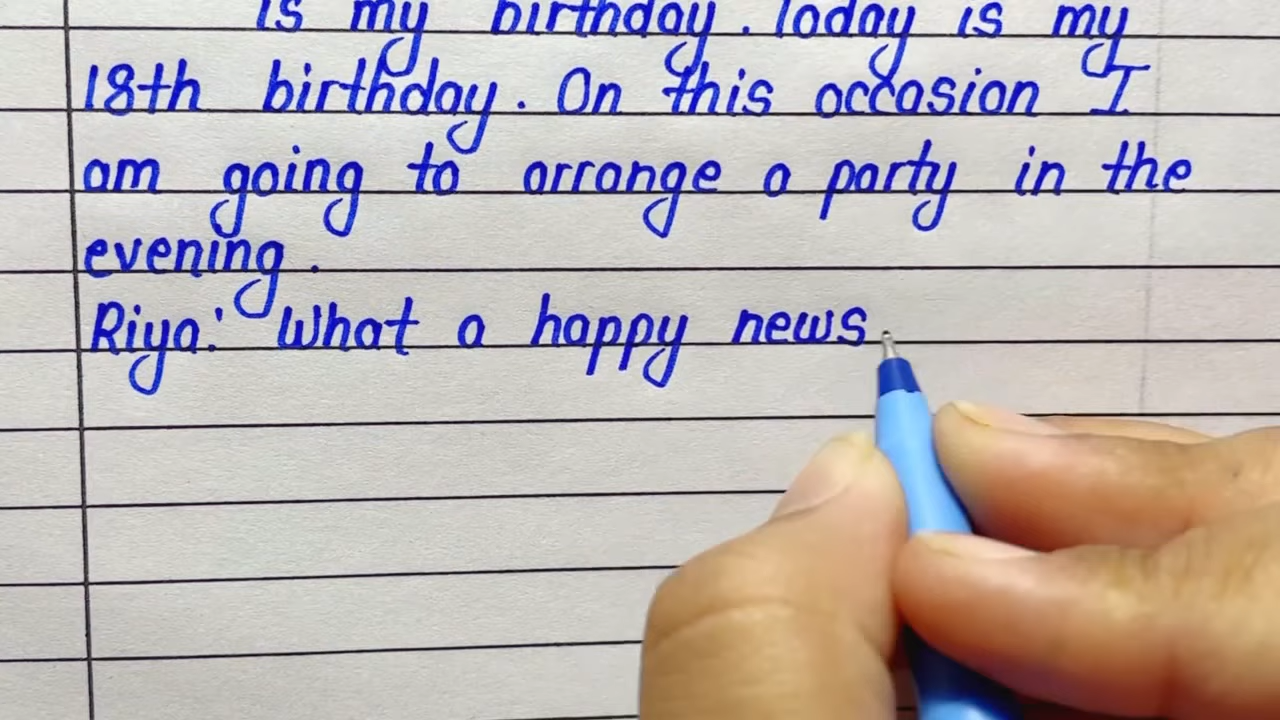 is my birthday. Today is my
18th birthday. On this occasion I
am going to arrange a party in the
evening.
Riya: What a happy news